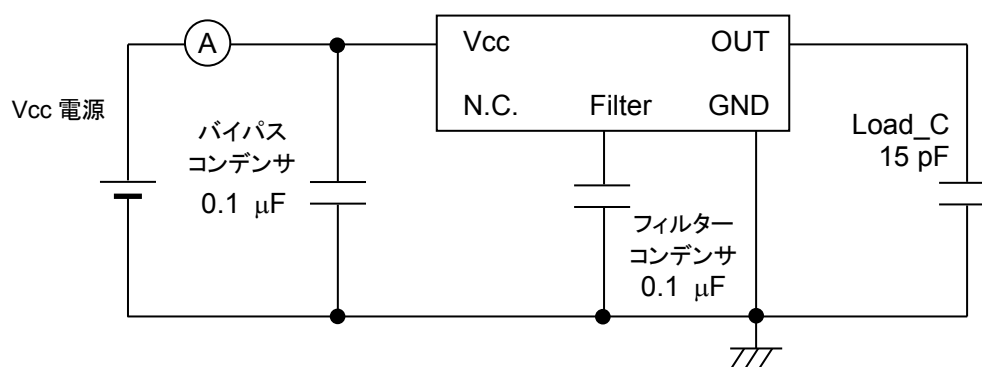 A
Vcc
OUT
Vcc 電源
N.C.
Filter
GND
バイパス
コンデンサ
0.1 μF
Load_C
15 pF
フィルター
コンデンサ
0.1 μF